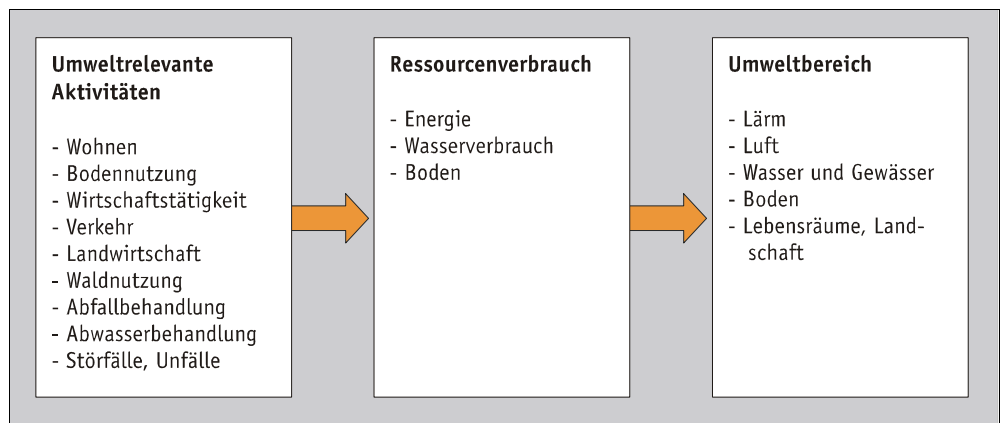 Umweltrelevante
Aktivitäten
- Wohnen
- Bodennutzung
- Wirtschaftstätigkeit
- Verkehr
- Landwirtschaft
- Waldnutzung
- Abfallbehandlung
- Abwasserbehandlung
- Störfälle, Unfälle
Ressourcenverbrauch
- Energie
- Wasserverbrauch
- Boden
Umweltbereich
- Lärm
- Luft
- Wasser und Gewässer
- Boden
- Lebensräume, Land-
schaft